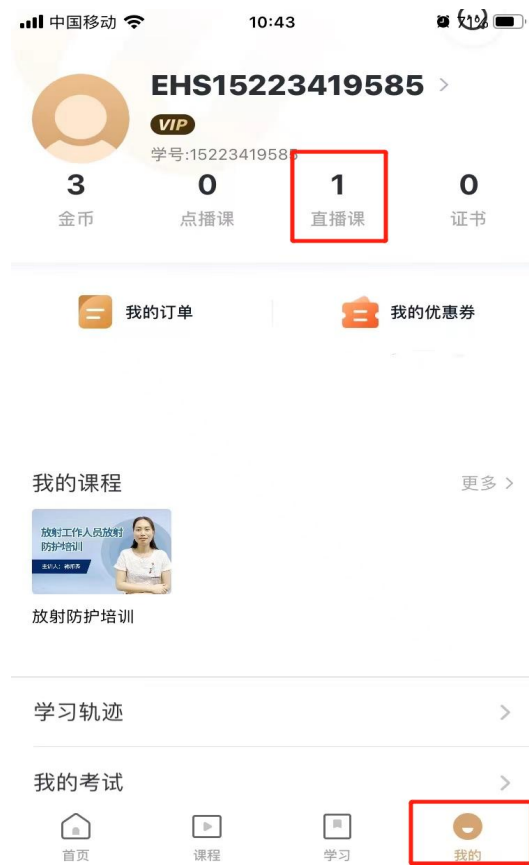 中国移动 10:43 71%
EHS15223419585
VIP
学号:15223419585
3 0 1 0
金币 点播课 直播课 证书
我的订单 我的优惠券
我的课程 更多
放射工作人员放射
防护培训
放射防护培训
学习轨迹
我的考试
首页 课程 学习 我的